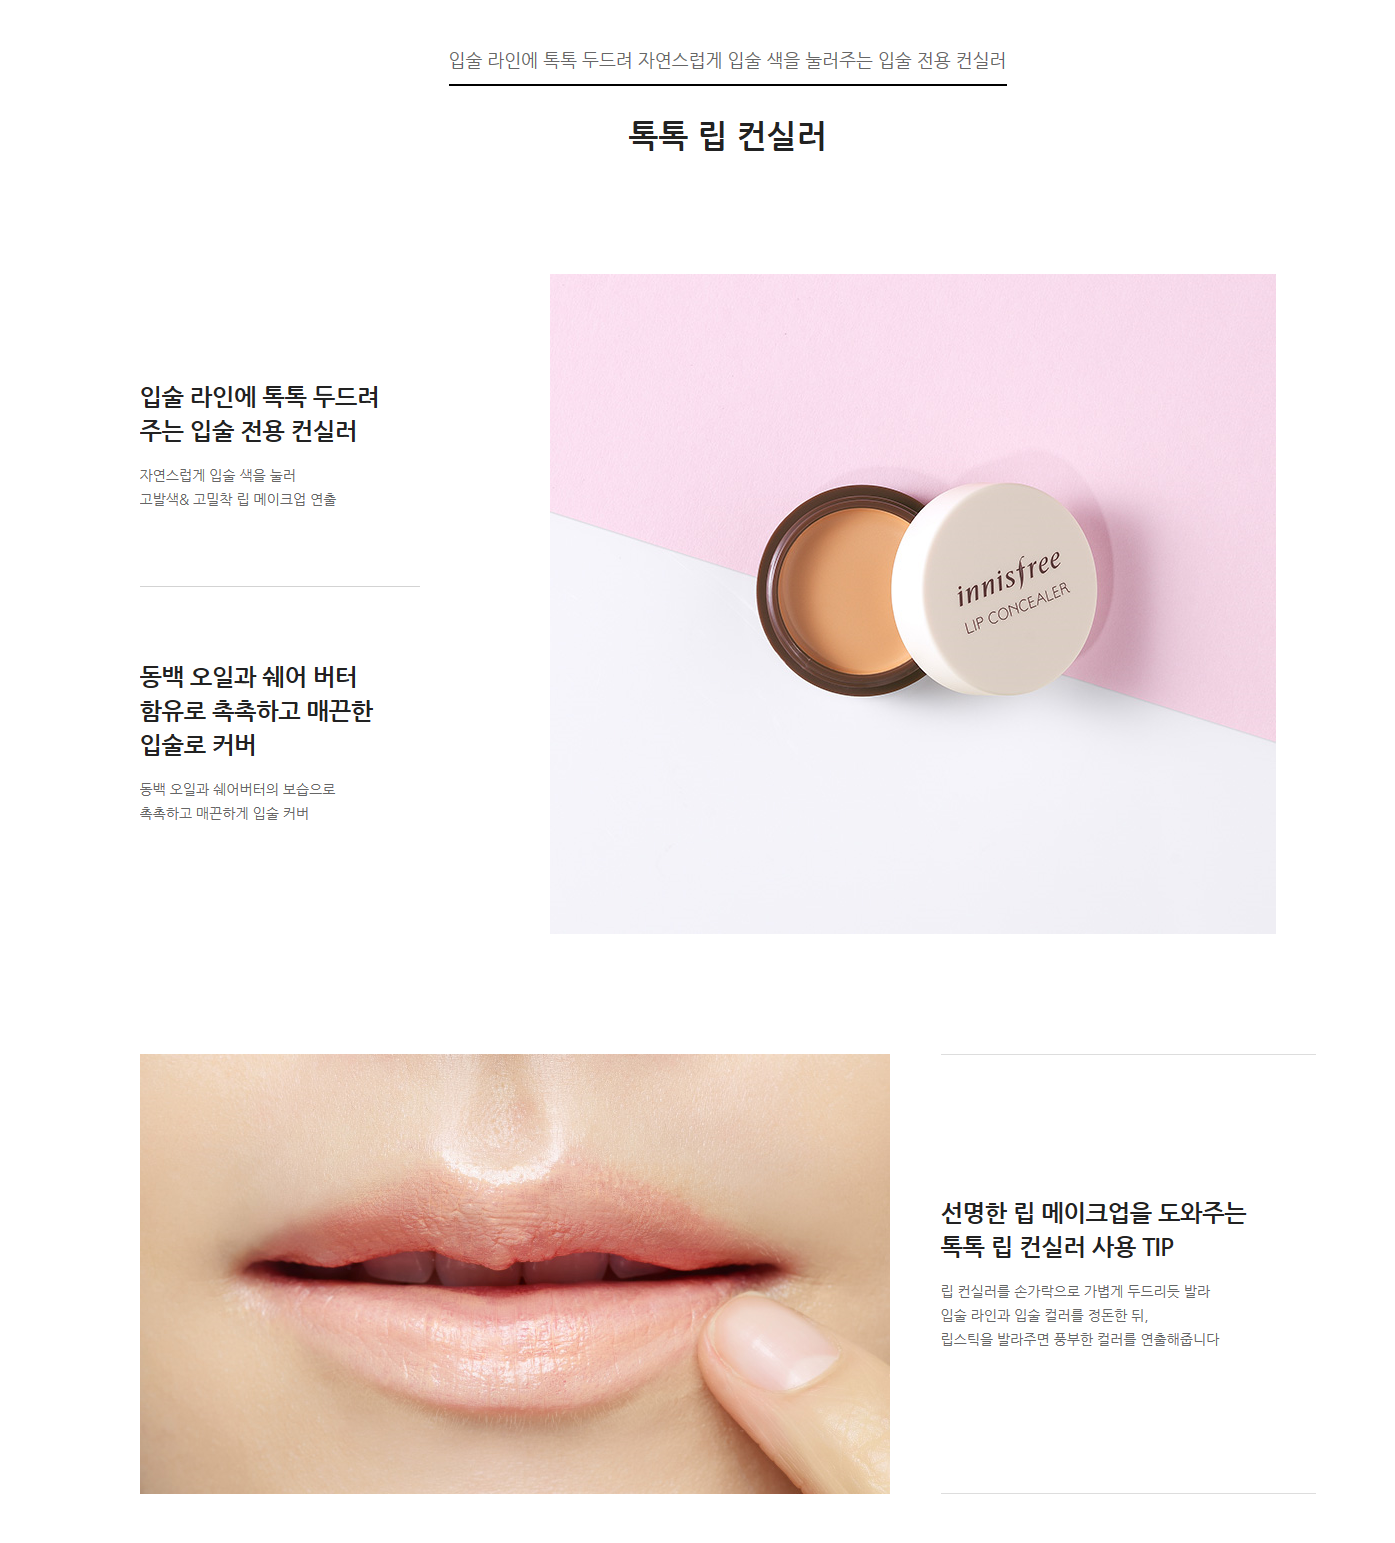 입술 라인에 톡톡 두드려 자연스럽게 입술 색을 눌러주는 입술 전용 컨실러
톡톡 립 컨실러
입술 라인에 톡톡 두드려
주는 입술 전용 컨실러
자연스럽게 입술 색을 눌러
고발색& 고밀착 립 메이크업 연출
innisfree
LIP CONCEALER
동백 오일과 쉐어 버터
함유로 촉촉하고 매끈한
입술로 커버
동백 오일과 쉐어버터의 보습으로
촉촉하고 매끈하게 입술 커버
선명한 립 메이크업을 도와주는
톡톡 립 컨실러 사용 TIP
립 컨실러를 손가락으로 가볍게 두드리듯 발라
입술 라인과 입술 컬러를 정돈한 뒤,
립스틱을 발라주면 풍부한 컬러를 연출해줍니다